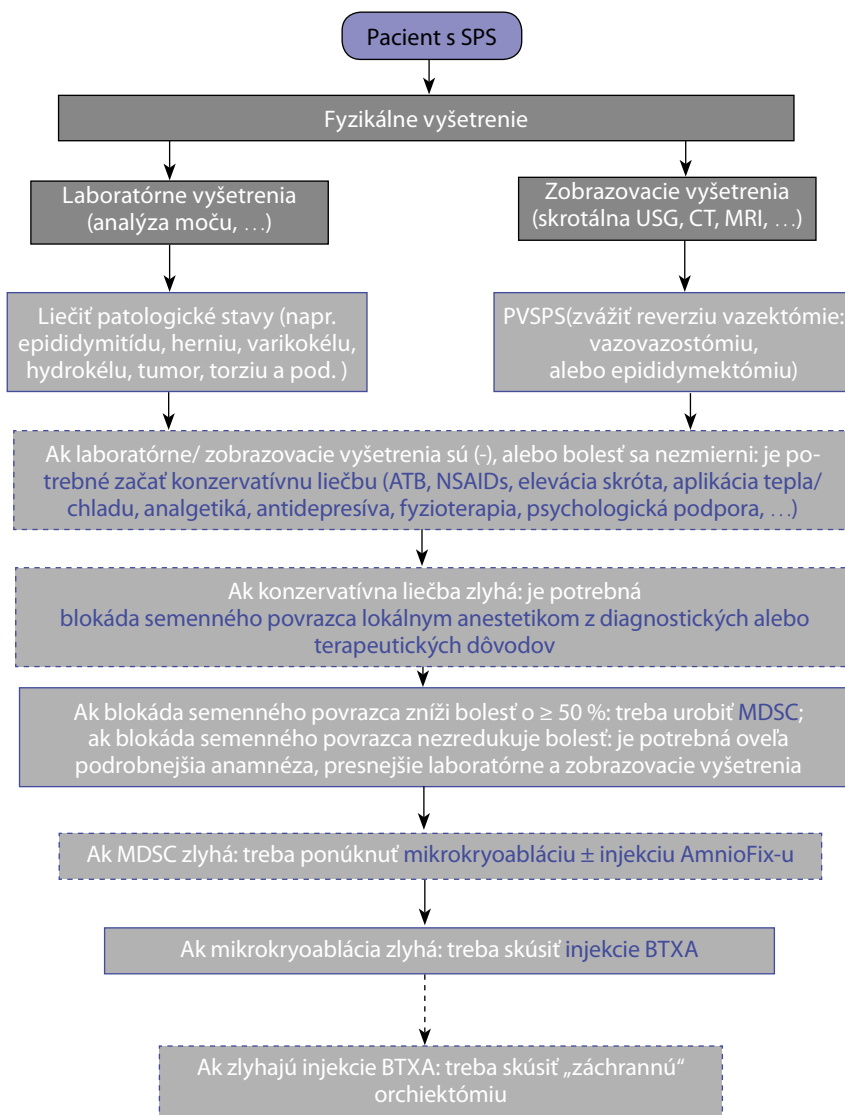 Pacient s SPS
Fyzikálne vyšetrenie
Laboratórne vyšetrenia
(analýza moču, …)
Zobrazovacie vyšetrenia
(skrotálna USG, CT, MRI, …)
Liečiť patologické stavy (napr.
epididymitídu, herniu, varikokélu,
hydrokélu, tumor, torziu a pod. )
PVSPS(zvážiť reverziu vazektómie:
vazovazostómiu,
alebo epididymektómiu)
Ak laboratórne/ zobrazovacie vyšetrenia sú (-), alebo bolesť sa nezmierni: je po-
trebné začať konzervatívnu liečbu (ATB, NSAIDs, elevácia skróta, aplikácia tepla/
chladu, analgetiká, antidepresíva, fyzioterapia, psychologická podpora, …)
Ak konzervatívna liečba zlyhá: je potrebná
blokáda semenného povrazca lokálnym anestetikom z diagnostických alebo
terapeutických dôvodov
Ak blokáda semenného povrazca zníži bolesť o ≥ 50 %: treba urobiť MDSC;
ak blokáda semenného povrazca nezredukuje bolesť: je potrebná oveľa
podrobnejšia anamnéza, presnejšie laboratórne a zobrazovacie vyšetrenia
Ak MDSC zlyhá: treba ponúknuť mikrokryoabláciu ± injekciu AmnioFix-u
Ak mikrokryoablácia zlyhá: treba skúsiť injekcie BTXA
Ak zlyhajú injekcie BTXA: treba skúsiť „záchrannú“
orchiektómiu